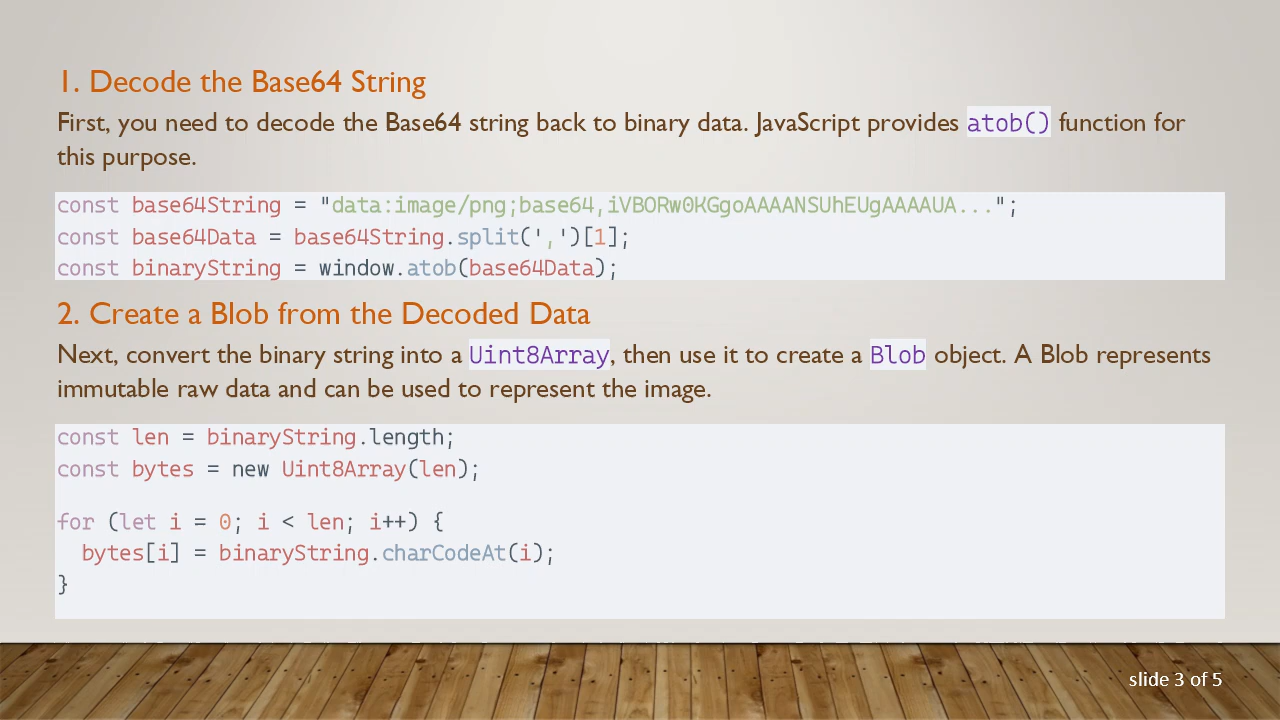 1. Decode the Base64 String
First, you need to decode the Base64 string back to binary data. JavaScript provides atob() function for
this purpose.
const base64String = "data:image/png;base64,iVBORw0KGgoAAAANSUhEUgAAAAUA...";
const base64Data = base64String.split(',')[1];
const binaryString = window.atob(base64Data);
2. Create a Blob from the Decoded Data
Next, convert the binary string into a Uint8Array, then use it to create a Blob object. A Blob represents
immutable raw data and can be used to represent the image.
const len = binaryString.length;
const bytes = new Uint8Array(len);
for (let i = 0; i < len; i++) {
  bytes[i] = binaryString.charCodeAt(i);
}
slide 3 of 5